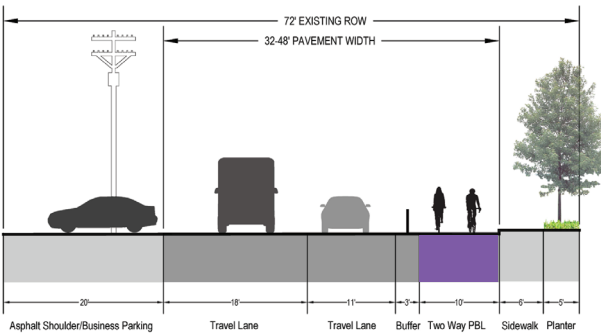 72' EXISTING ROW
32-48' PAVEMENT WIDTH
20' 18' 11' 3' 10' 6' 5'
Asphalt Shoulder/Business Parking Travel Lane Travel Lane Buffer Two Way PBL Sidewalk Planter